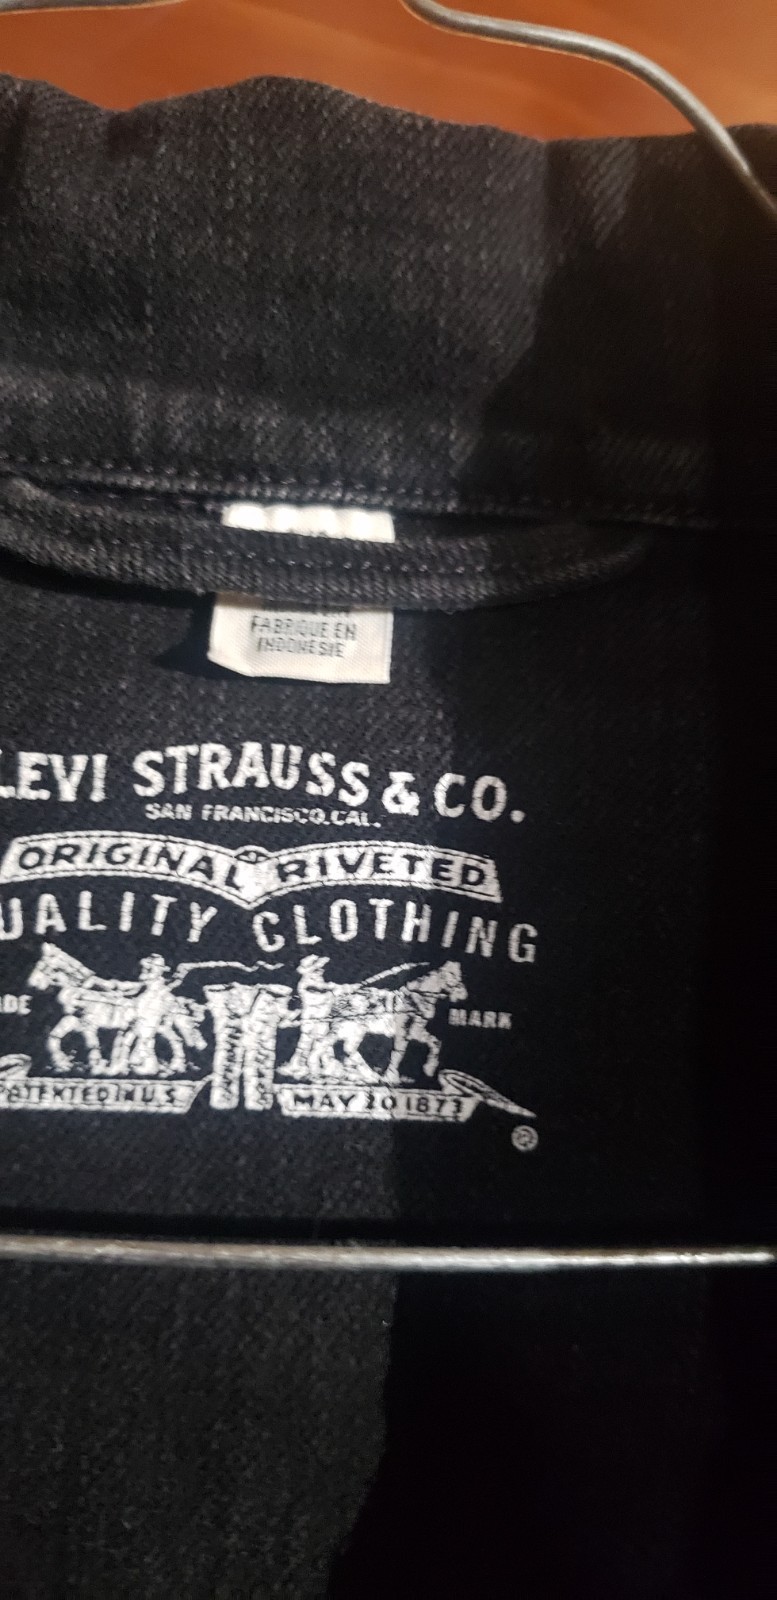 FABRIQUE EN
INDONESIE
LEVI STRAUSS & CO.
SAN FRANCISCO.CAL.
ORIGINAL RIVETED
UALITY CLOTHING
ADE MARK
PATENTED IN U.S. MAY 20 1873
®